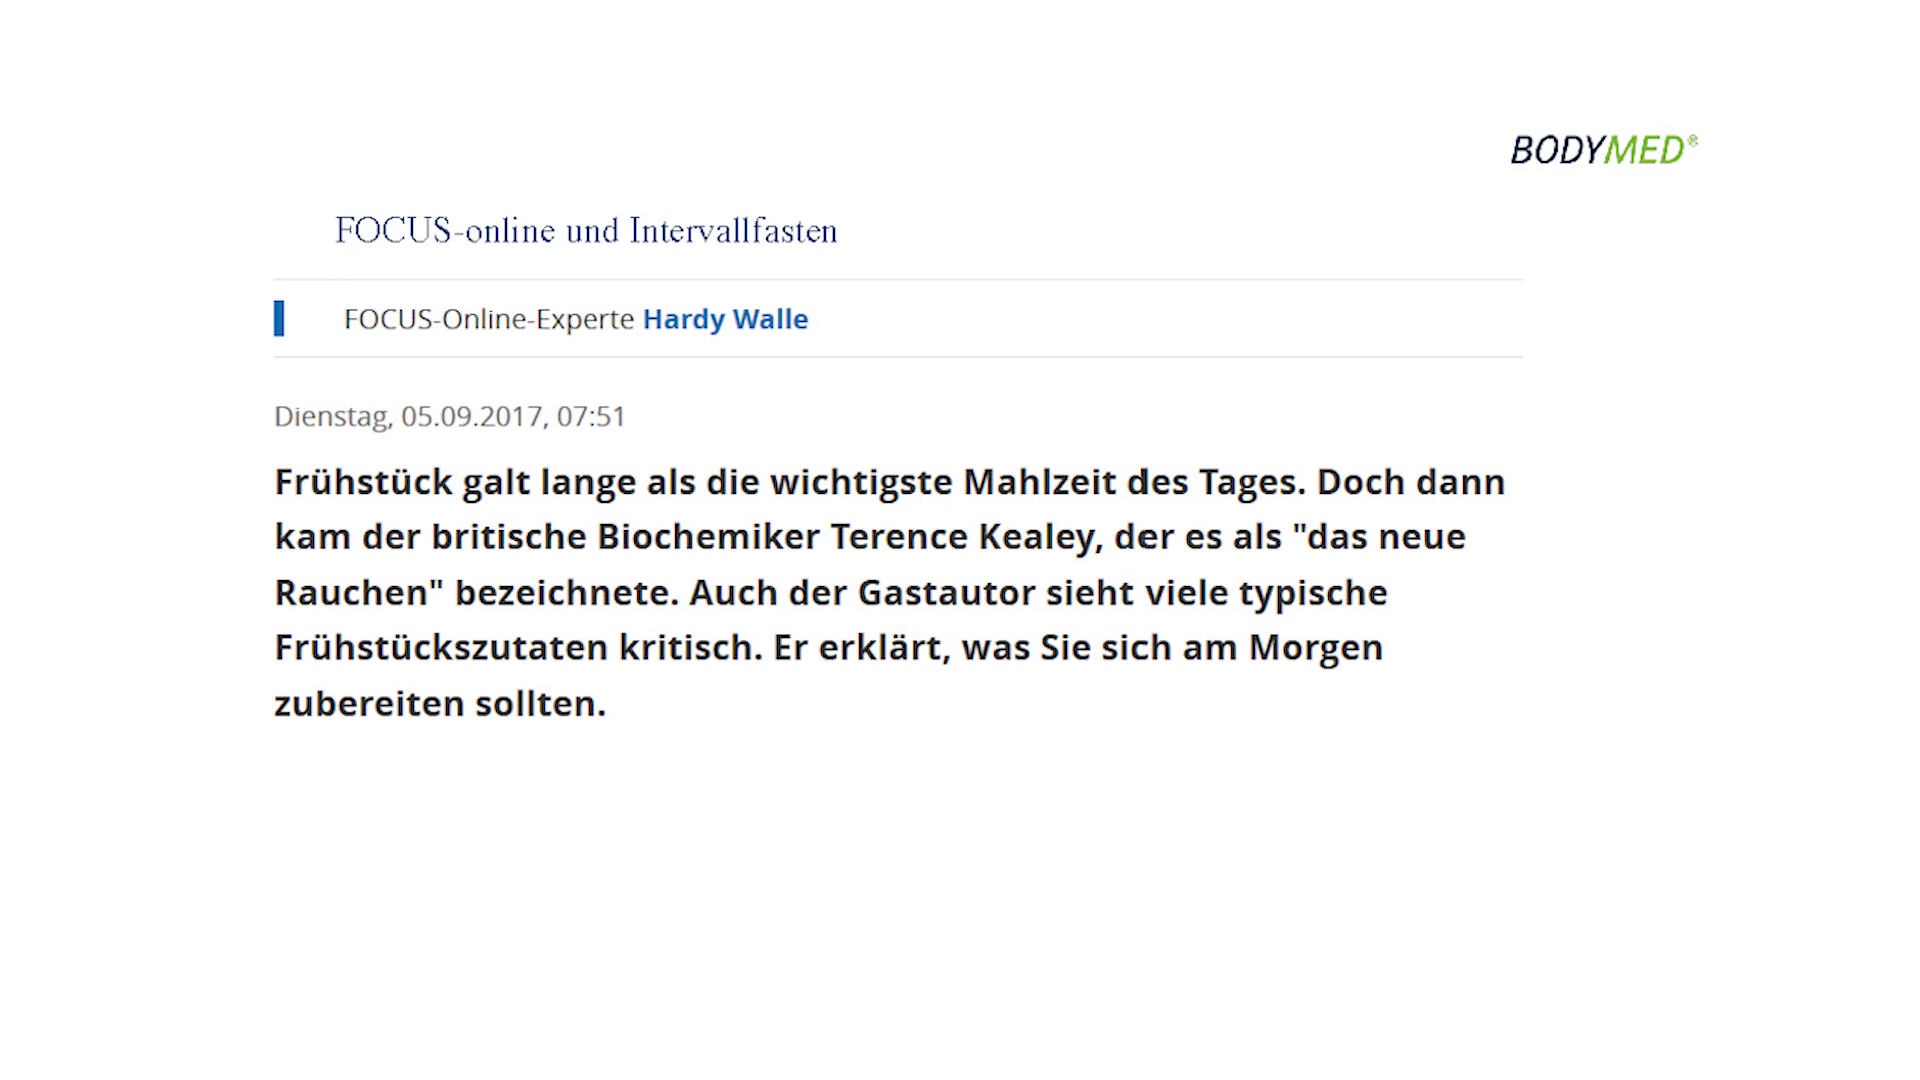 BODYMED®
FOCUS-online und Intervallfasten
FOCUS-Online-Experte Hardy Walle
Dienstag, 05.09.2017, 07:51
Frühstück galt lange als die wichtigste Mahlzeit des Tages. Doch dann
kam der britische Biochemiker Terence Kealey, der es als "das neue
Rauchen" bezeichnete. Auch der Gastautor sieht viele typische
Frühstückszutaten kritisch. Er erklärt, was Sie sich am Morgen
zubereiten sollten.